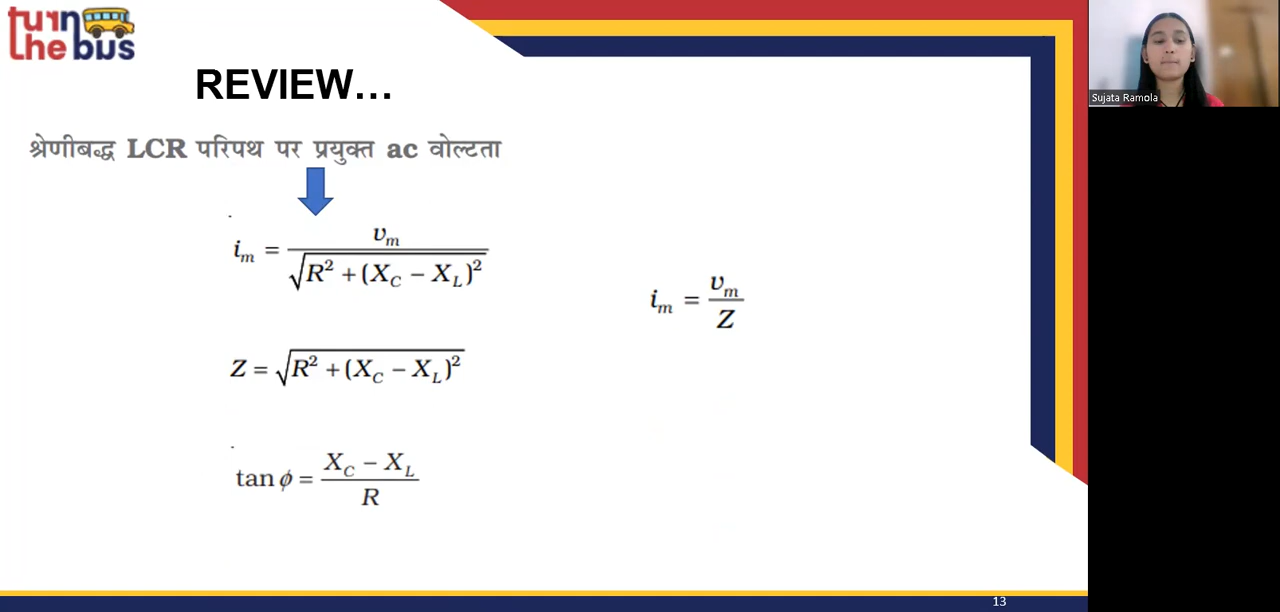 turn
the bus
REVIEW...
श्रेणीबद्ध LCR परिपथ पर प्रयुक्त ac वोल्टता
i_m = v_m / √(R² + (X_C − X_L)²)
i_m = v_m / Z
Z = √(R² + (X_C − X_L)²)
tan ϕ = (X_C − X_L) / R
13
Sujata Ramola